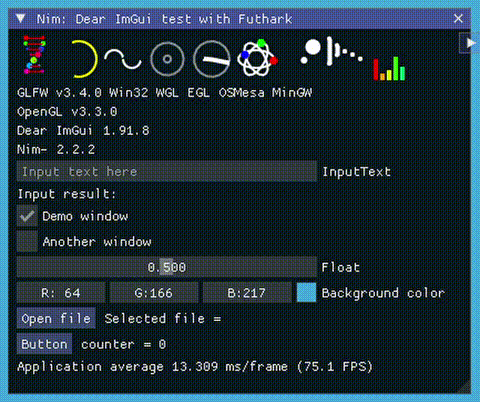 Nim: Dear ImGui test with Futhark
GLFW v3.4.0 Win32 WGL EGL OSMesa MinGW
OpenGL v3.3.0
Dear ImGui 1.91.8
Nim- 2.2.2
Input text here InputText
Input result:
Demo window
Another window
0.500 Float
R: 64 G:166 B:217 Background color
Open file Selected file =
Button counter = 0
Application average 13.309 ms/frame (75.1 FPS)